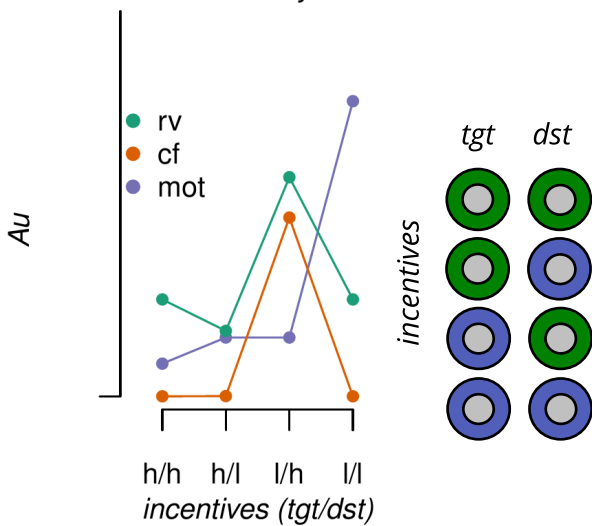 Au
rv
cf
mot
h/h h/l l/h l/l
incentives (tgt/dst)
tgt dst
incentives